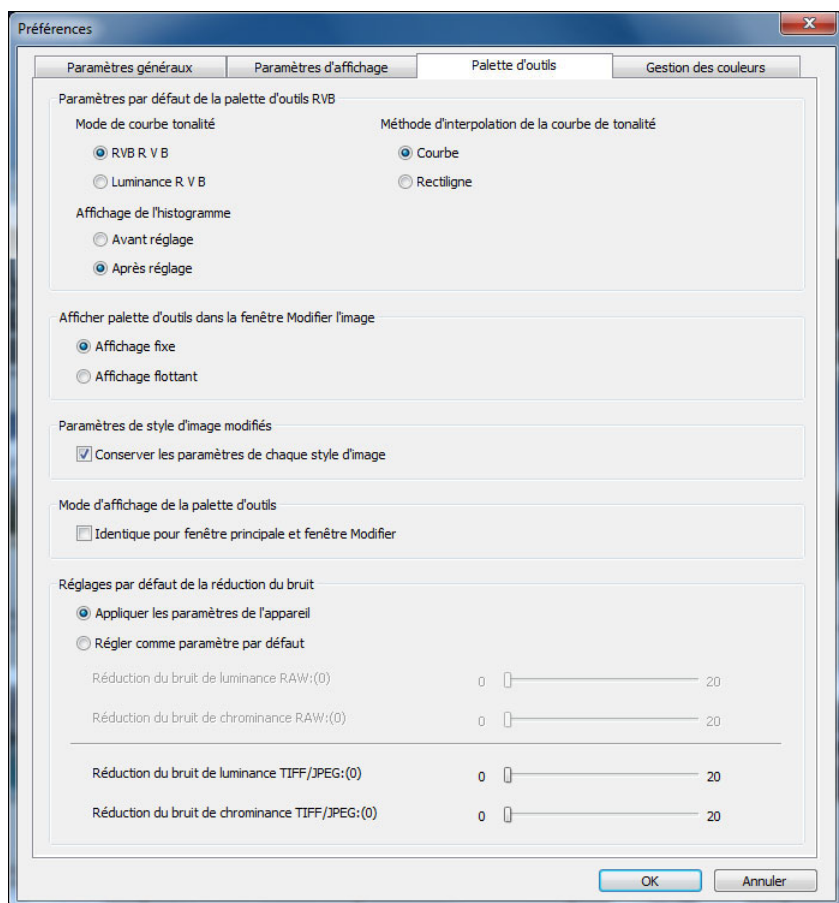 Préférences
Paramètres généraux Paramètres d'affichage Palette d'outils Gestion des couleurs
Paramètres par défaut de la palette d'outils RVB
Mode de courbe tonalité Méthode d'interpolation de la courbe de tonalité
RVB R V B Courbe
Luminance R V B Rectiligne
Affichage de l'histogramme
Avant réglage
Après réglage
Afficher palette d'outils dans la fenêtre Modifier l'image
Affichage fixe
Affichage flottant
Paramètres de style d'image modifiés
Conserver les paramètres de chaque style d'image
Mode d'affichage de la palette d'outils
Identique pour fenêtre principale et fenêtre Modifier
Réglages par défaut de la réduction du bruit
Appliquer les paramètres de l'appareil
Régler comme paramètre par défaut
Réduction du bruit de luminance RAW:(0) 0 20
Réduction du bruit de chrominance RAW:(0) 0 20
Réduction du bruit de luminance TIFF/JPEG:(0) 0 20
Réduction du bruit de chrominance TIFF/JPEG:(0) 0 20
OK Annuler